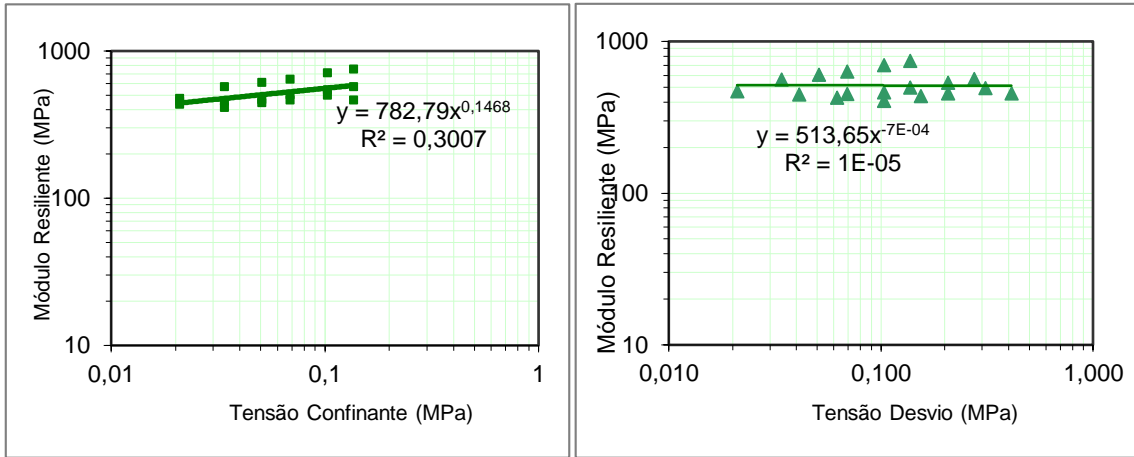 1000
100
10
0,01
0,1
1
Módulo Resiliente (MPa)
Tensão Confinante (MPa)
y = 782,79x^0,1468
R² = 0,3007
1000
100
10
0,010
0,100
1,000
Módulo Resiliente (MPa)
Tensão Desvio (MPa)
y = 513,65x^-7E-04
R² = 1E-05